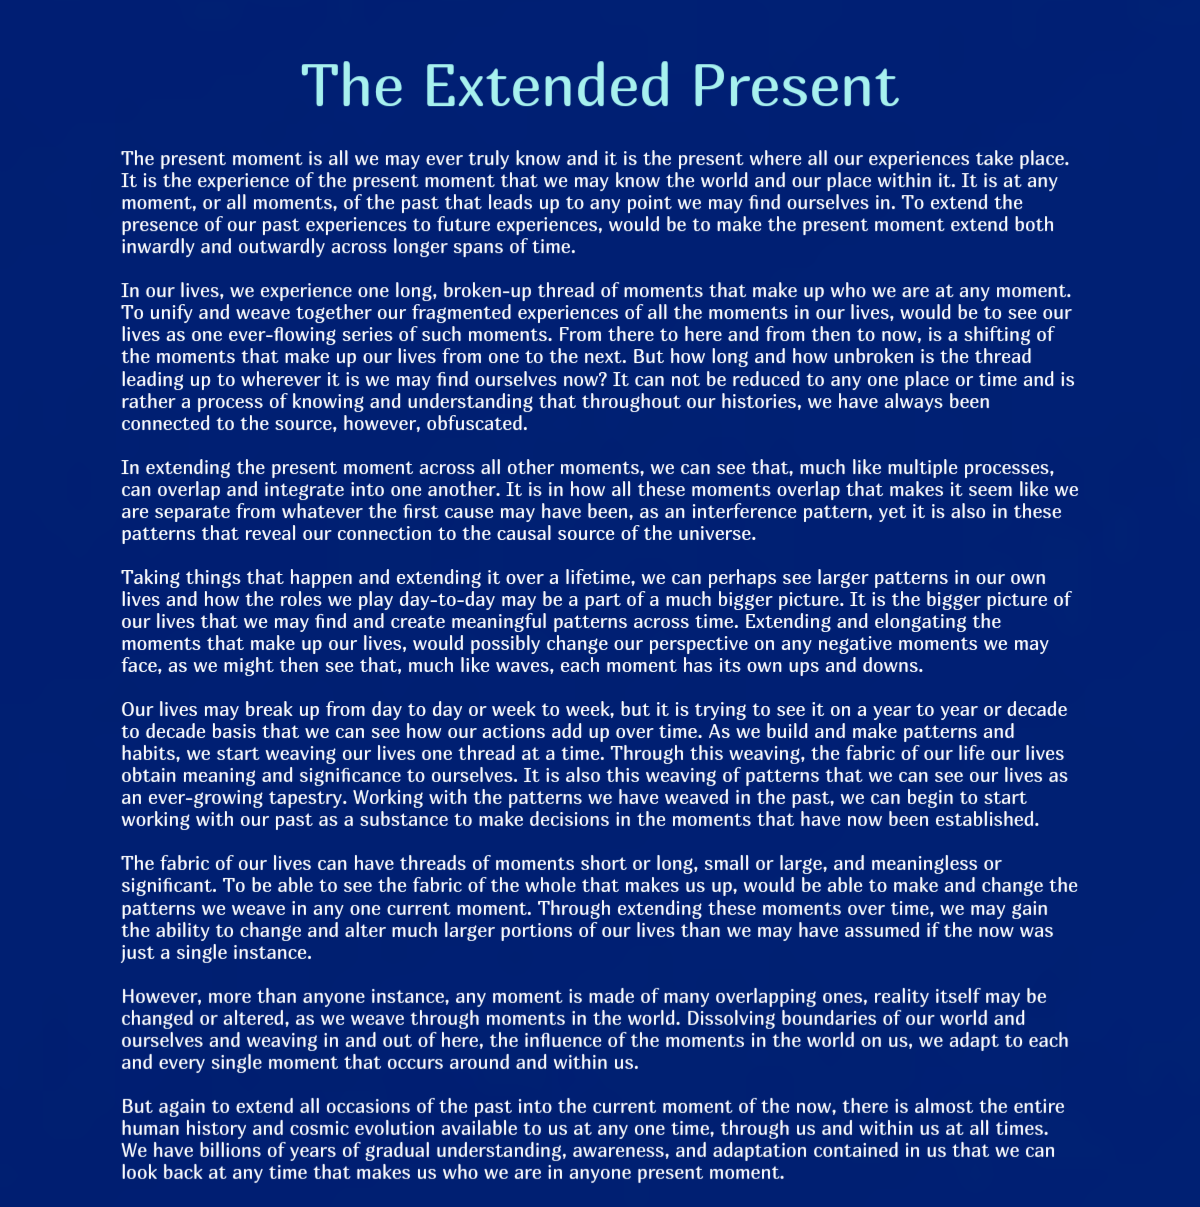 The Extended Present
The present moment is all we may ever truly know and it is the present where all our experiences take place.
It is the experience of the present moment that we may know the world and our place within it. It is at any
moment, or all moments, of the past that leads up to any point we may find ourselves in. To extend the
presence of our past experiences to future experiences, would be to make the present moment extend both
inwardly and outwardly across longer spans of time.
In our lives, we experience one long, broken-up thread of moments that make up who we are at any moment.
To unify and weave together our fragmented experiences of all the moments in our lives, would be to see our
lives as one ever-flowing series of such moments. From there to here and from then to now, is a shifting of
the moments that make up our lives from one to the next. But how long and how unbroken is the thread
leading up to wherever it is we may find ourselves now? It can not be reduced to any one place or time and is
rather a process of knowing and understanding that throughout our histories, we have always been
connected to the source, however, obfuscated.
In extending the present moment across all other moments, we can see that, much like multiple processes,
can overlap and integrate into one another. It is in how all these moments overlap that makes it seem like we
are separate from whatever the first cause may have been, as an interference pattern, yet it is also in these
patterns that reveal our connection to the causal source of the universe.
Taking things that happen and extending it over a lifetime, we can perhaps see larger patterns in our own
lives and how the roles we play day-to-day may be a part of a much bigger picture. It is the bigger picture of
our lives that we may find and create meaningful patterns across time. Extending and elongating the
moments that make up our lives, would possibly change our perspective on any negative moments we may
face, as we might then see that, much like waves, each moment has its own ups and downs.
Our lives may break up from day to day or week to week, but it is trying to see it on a year to year or decade
to decade basis that we can see how our actions add up over time. As we build and make patterns and
habits, we start weaving our lives one thread at a time. Through this weaving, the fabric of our life our lives
obtain meaning and significance to ourselves. It is also this weaving of patterns that we can see our lives as
an ever-growing tapestry. Working with the patterns we have weaved in the past, we can begin to start
working with our past as a substance to make decisions in the moments that have now been established.
The fabric of our lives can have threads of moments short or long, small or large, and meaningless or
significant. To be able to see the fabric of the whole that makes us up, would be able to make and change the
patterns we weave in any one current moment. Through extending these moments over time, we may gain
the ability to change and alter much larger portions of our lives than we may have assumed if the now was
just a single instance.
However, more than anyone instance, any moment is made of many overlapping ones, reality itself may be
changed or altered, as we weave through moments in the world. Dissolving boundaries of our world and
ourselves and weaving in and out of here, the influence of the moments in the world on us, we adapt to each
and every single moment that occurs around and within us.
But again to extend all occasions of the past into the current moment of the now, there is almost the entire
human history and cosmic evolution available to us at any one time, through us and within us at all times.
We have billions of years of gradual understanding, awareness, and adaptation contained in us that we can
look back at any time that makes us who we are in anyone present moment.